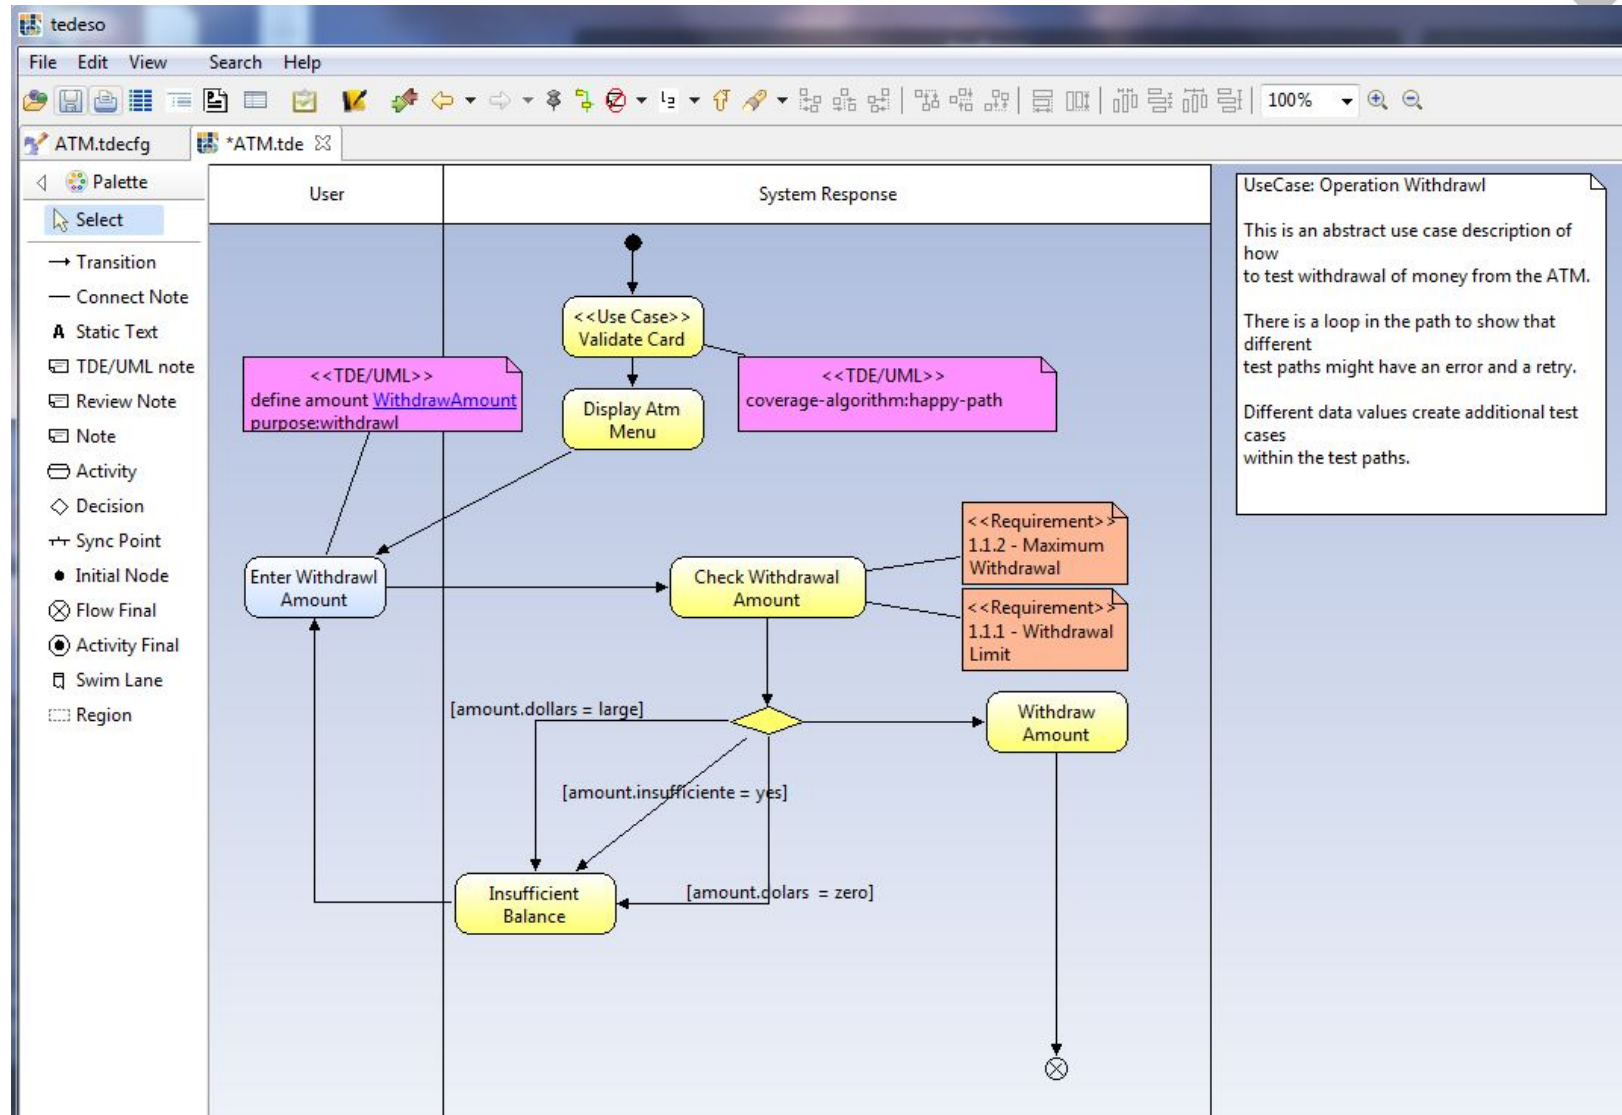 tedeso
File Edit View Search Help
100%
ATM.tdecfg
*ATM.tde
Palette
Select
Transition
Connect Note
A Static Text
TDE/UML note
Review Note
Note
Activity
Decision
Sync Point
Initial Node
Flow Final
Activity Final
Swim Lane
Region
User
System Response
<<Use Case>>
Validate Card
<<TDE/UML>>
define amount WithdrawAmount
purpose:withdrawl
<<TDE/UML>>
coverage-algorithm:happy-path
Display Atm
Menu
<<Requirement>>
1.1.2 - Maximum
Withdrawal
Enter Withdrawl
Amount
Check Withdrawal
Amount
<<Requirement>>
1.1.1 - Withdrawal
Limit
[amount.dollars = large]
Withdraw
Amount
[amount.insufficiente = yes]
[amount.dolars = zero]
Insufficient
Balance
UseCase: Operation Withdrawl
This is an abstract use case description of
how
to test withdrawal of money from the ATM.
There is a loop in the path to show that
different
test paths might have an error and a retry.
Different data values create additional test
cases
within the test paths.